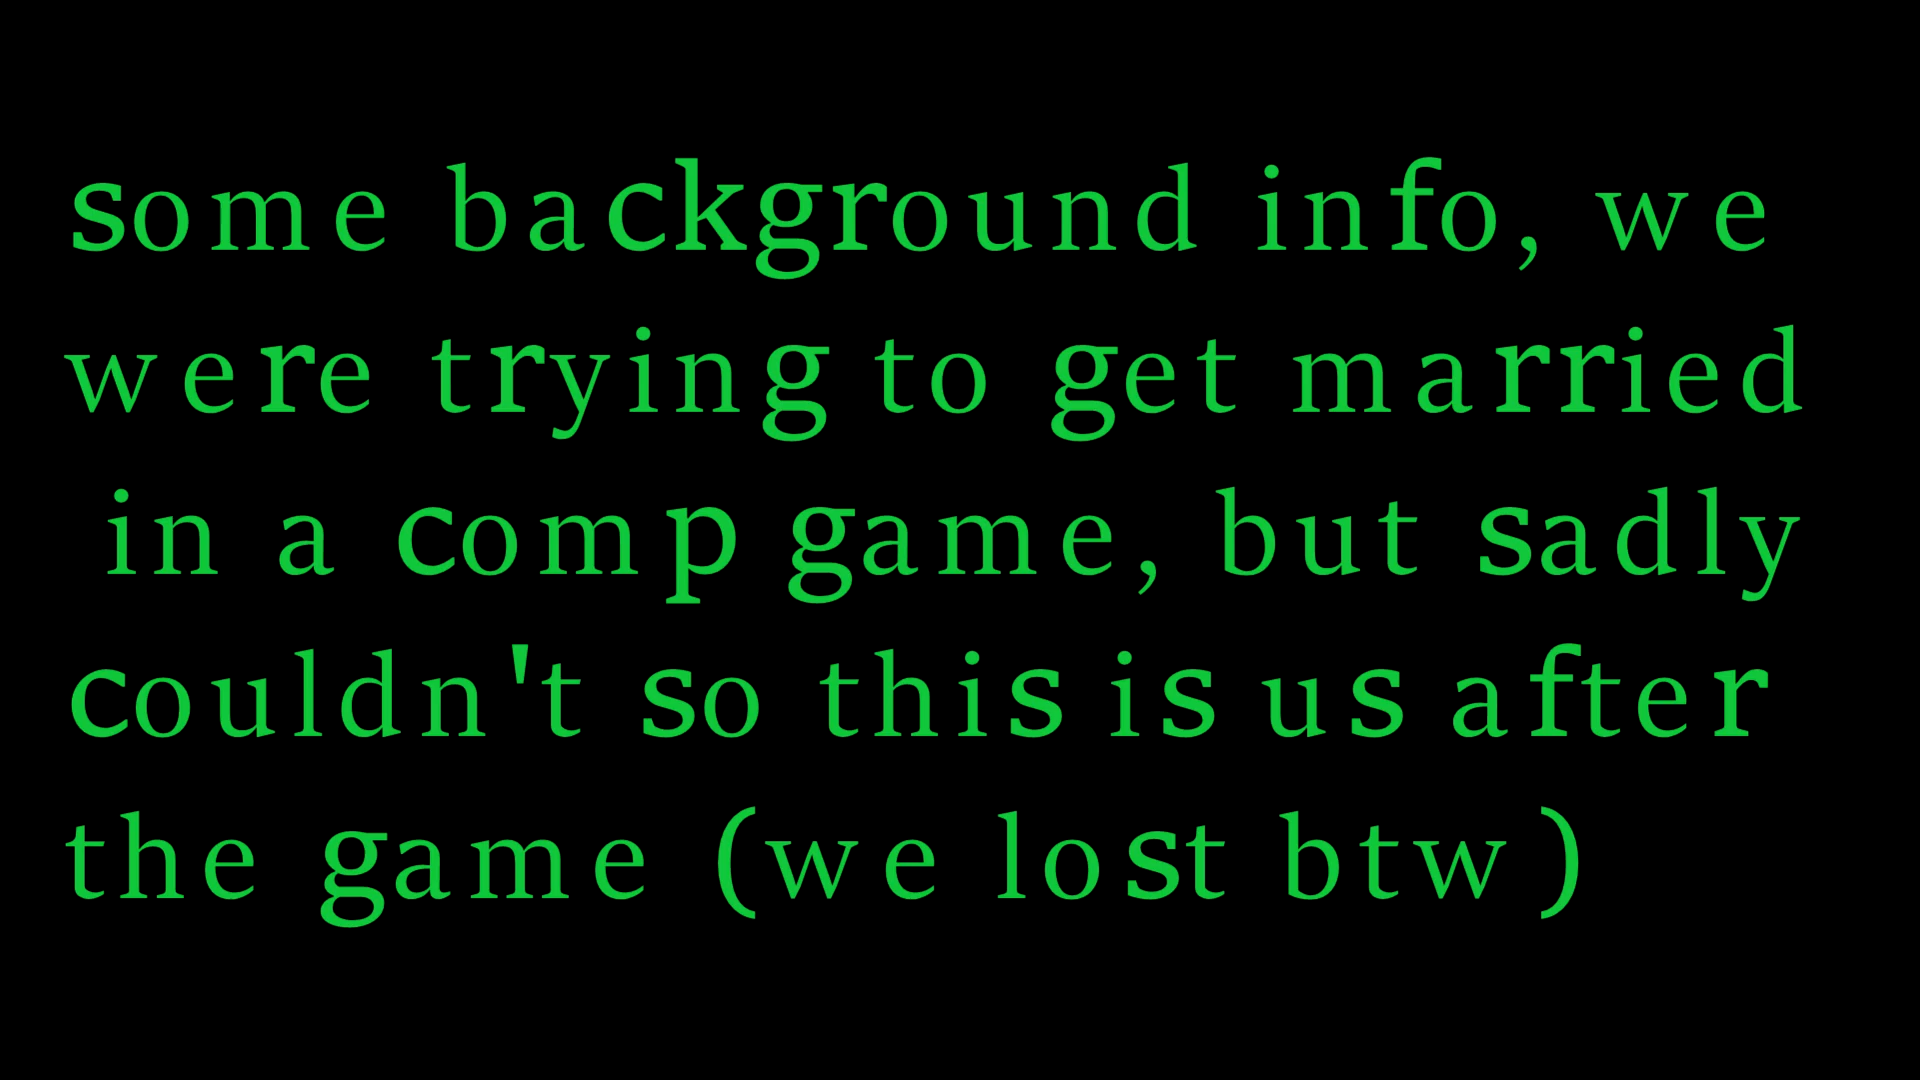 some background info, we
were trying to get married
in a comp game, but sadly
couldn't so this is us after
the game (we lost btw)